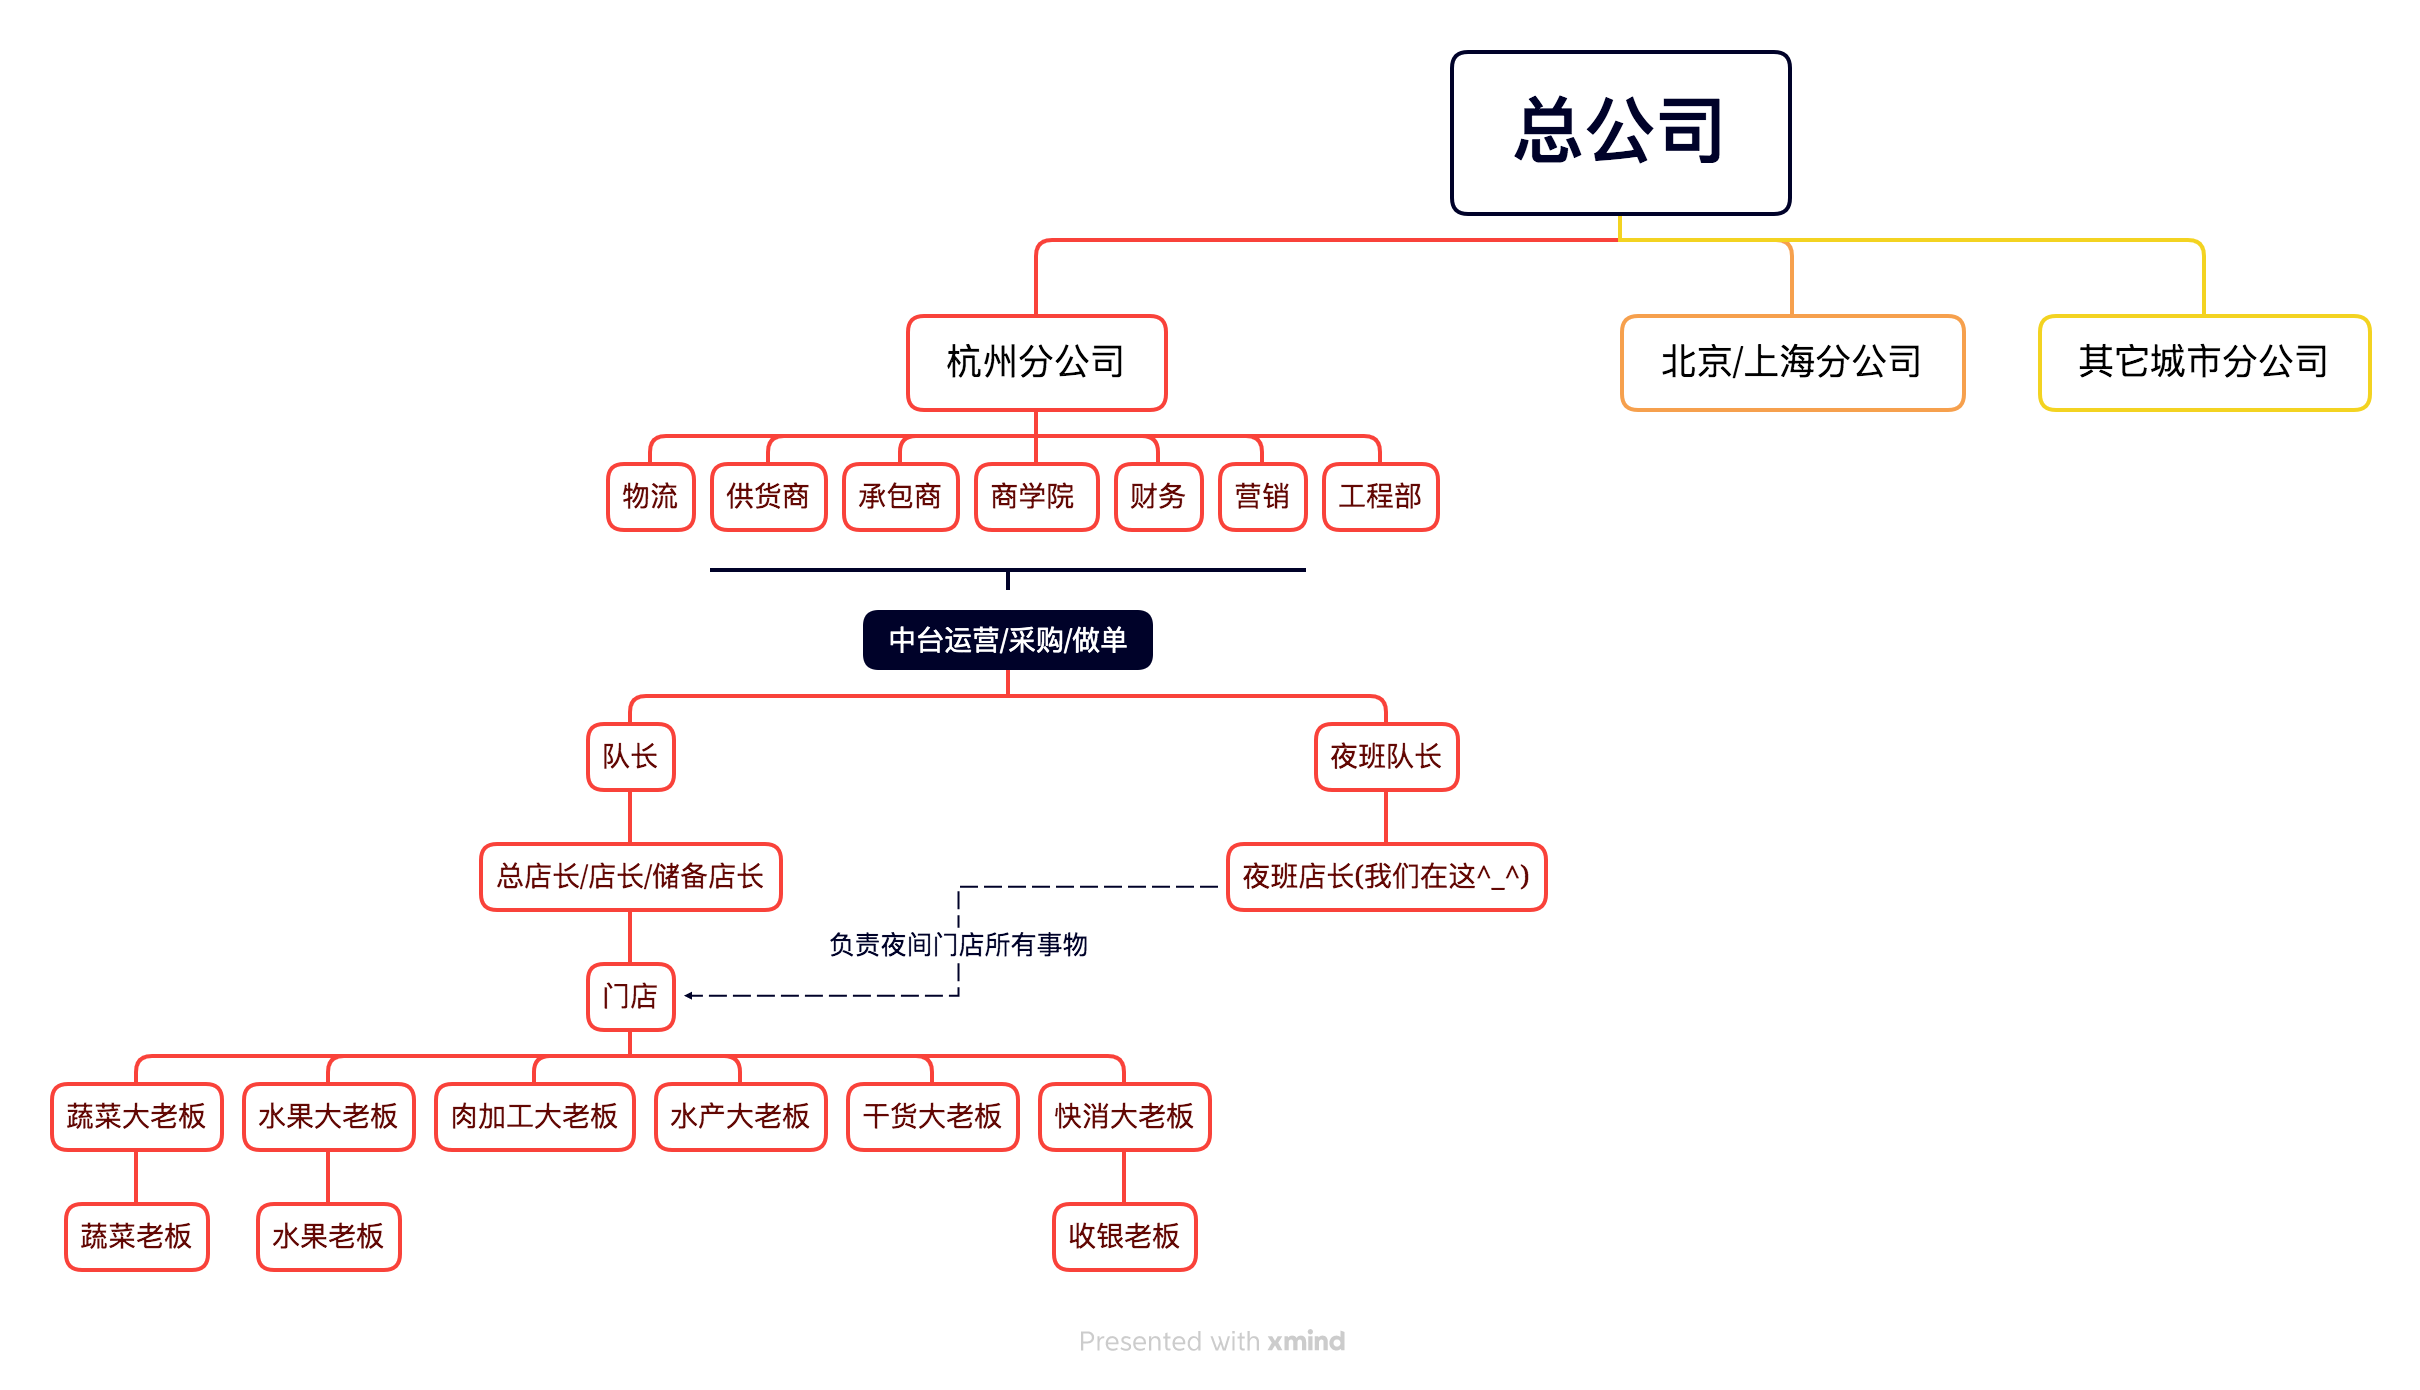 总公司
杭州分公司
北京/上海分公司
其它城市分公司
物流
供货商
承包商
商学院
财务
营销
工程部
中台运营/采购/做单
队长
夜班队长
总店长/店长/储备店长
夜班店长(我们在这^_^)
负责夜间门店所有事物
门店
蔬菜大老板
水果大老板
肉加工大老板
水产大老板
干货大老板
快消大老板
蔬菜老板
水果老板
收银老板
Presented with xmind